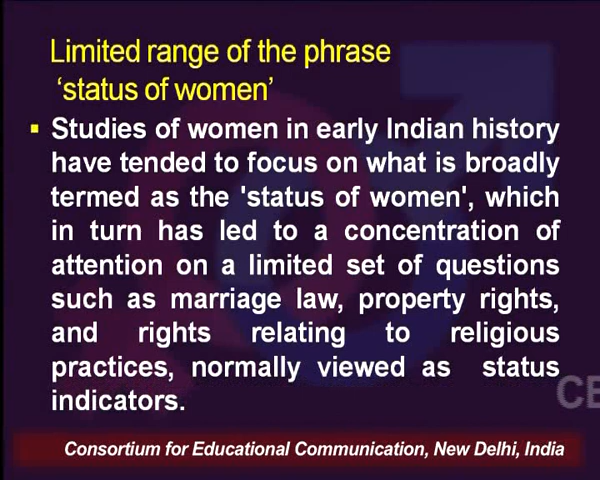 Limited range of the phrase
‘status of women’
▪ Studies of women in early Indian history
have tended to focus on what is broadly
termed as the 'status of women', which
in turn has led to a concentration of
attention on a limited set of questions
such as marriage law, property rights,
and rights relating to religious
practices, normally viewed as status
indicators.
Consortium for Educational Communication, New Delhi, India